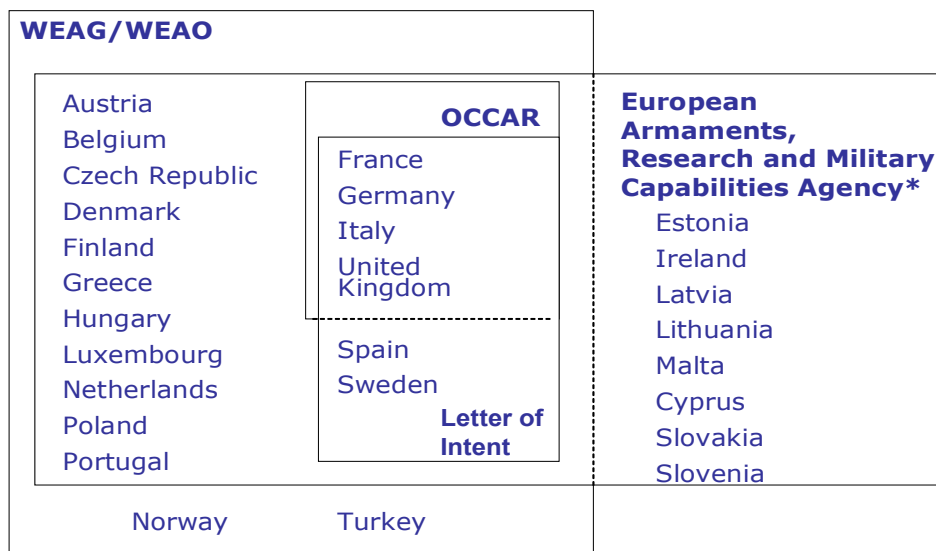 WEAG/WEAO
Austria
Belgium
Czech Republic
Denmark
Finland
Greece
Hungary
Luxembourg
Netherlands
Poland
Portugal
OCCAR
France
Germany
Italy
United
Kingdom
Spain
Sweden
Letter of
Intent
European
Armaments,
Research and Military
Capabilities Agency*
Estonia
Ireland
Latvia
Lithuania
Malta
Cyprus
Slovakia
Slovenia
Norway
Turkey